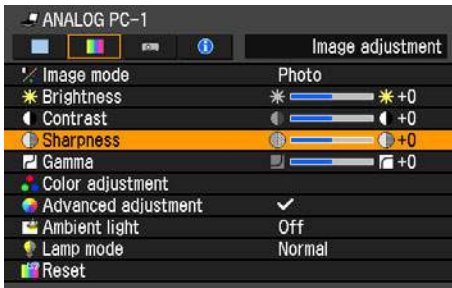 ANALOG PC-1
Image adjustment
Image mode Photo
Brightness +0
Contrast +0
Sharpness +0
Gamma +0
Color adjustment
Advanced adjustment
Ambient light Off
Lamp mode Normal
Reset